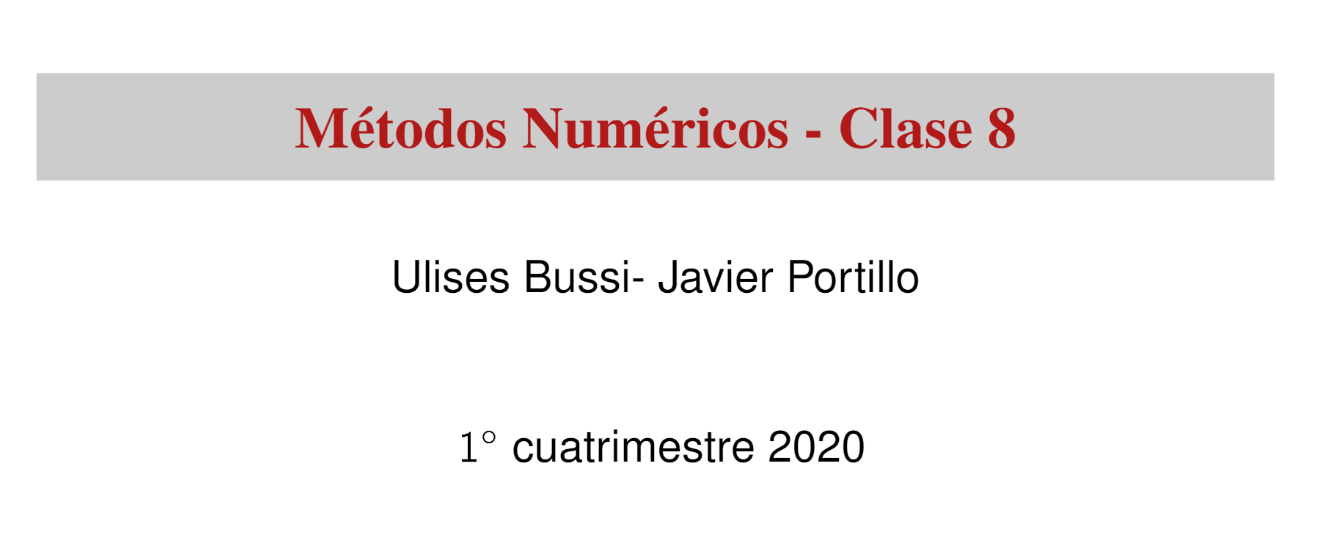 Métodos Numéricos - Clase 8
Ulises Bussi- Javier Portillo
1° cuatrimestre 2020